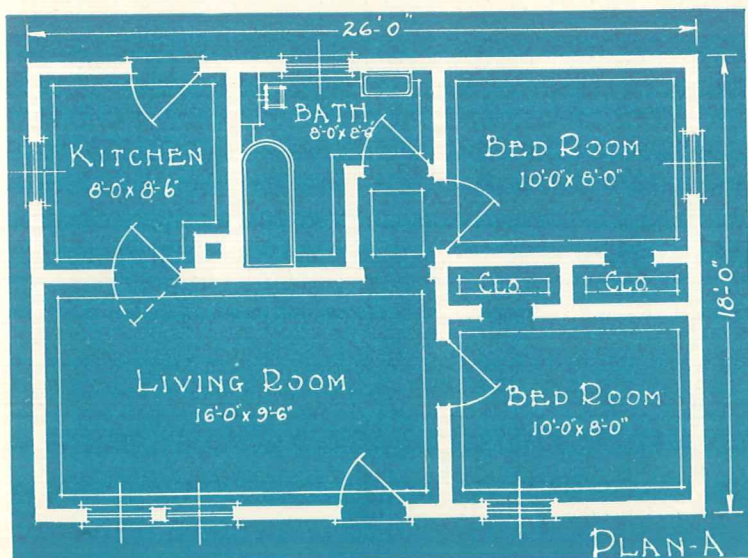 26'-0"
KITCHEN
8'-0" x 8'-6"
BATH
8'-0" x 8'-6"
BED ROOM
10'-0" x 8'-0"
CLO.
CLO.
18'-0"
LIVING ROOM
16'-0" x 9'-6"
BED ROOM
10'-0" x 8'-0"
PLAN-A